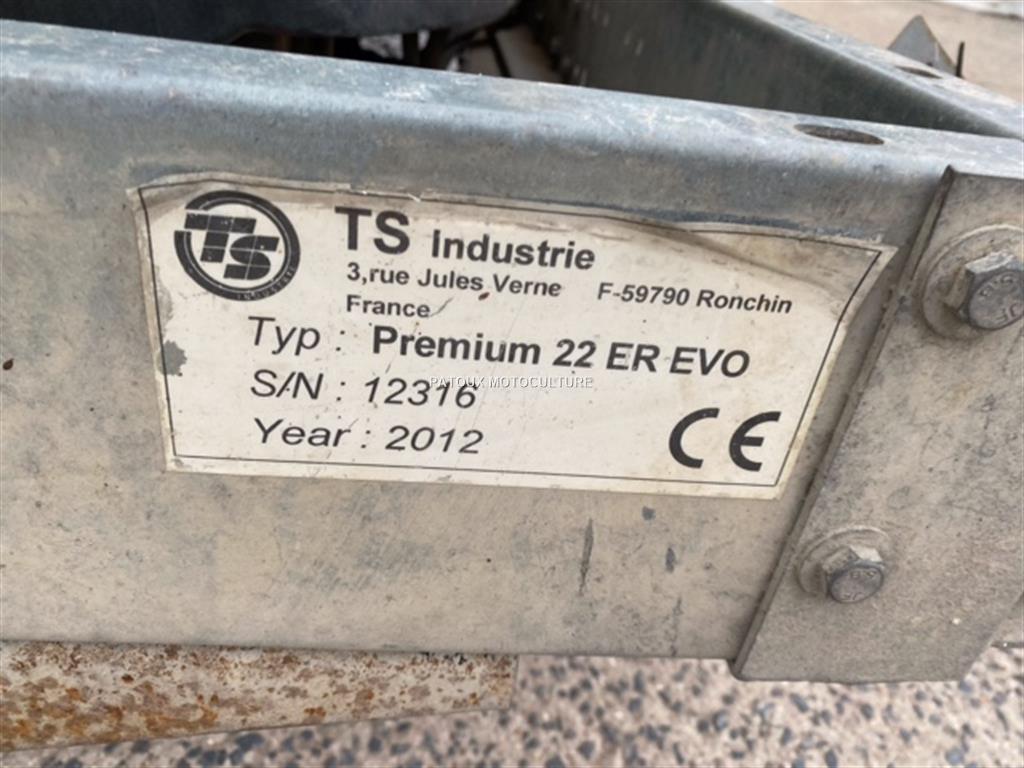 TS
INDUSTRIE
TS Industrie
3,rue Jules Verne F-59790 Ronchin
France
Typ : Premium 22 ER EVO
S/N : 12316
PATOUX MOTOCULTURE
Year : 2012
CE